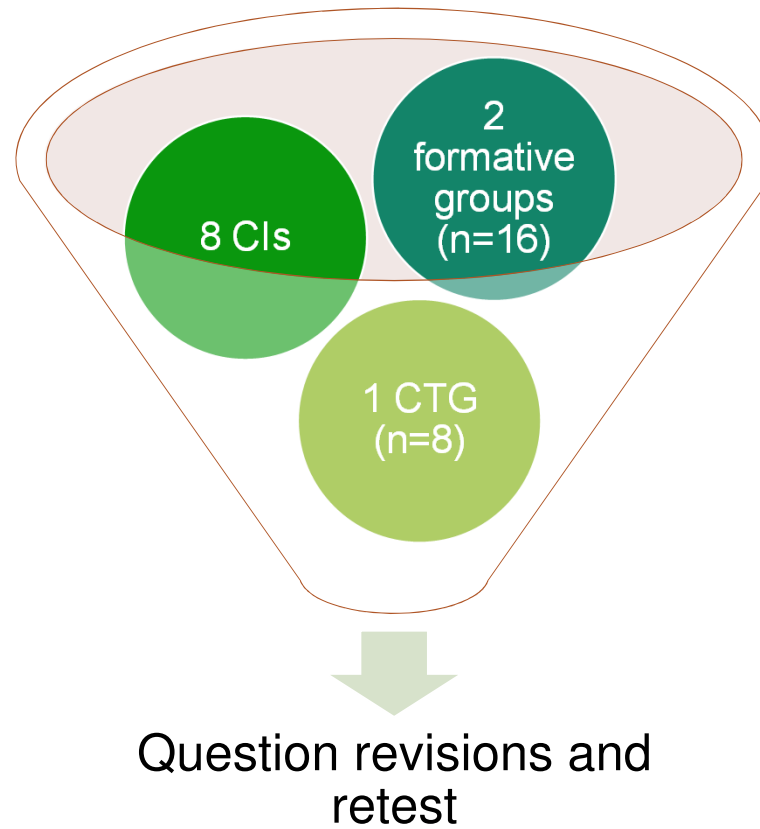 2
formative
groups
(n=16)
8 CIs
1 CTG
(n=8)
Question revisions and
retest